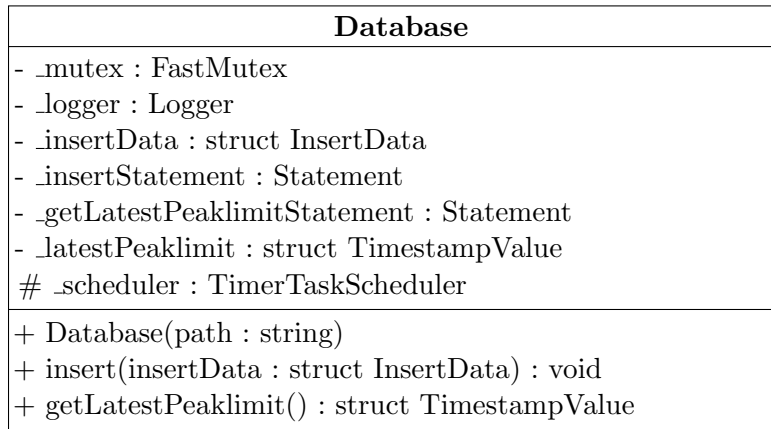 Database
- _mutex : FastMutex
- _logger : Logger
- _insertData : struct InsertData
- _insertStatement : Statement
- _getLatestPeaklimitStatement : Statement
- _latestPeaklimit : struct TimestampValue
# _scheduler : TimerTaskScheduler
+ Database(path : string)
+ insert(insertData : struct InsertData) : void
+ getLatestPeaklimit() : struct TimestampValue